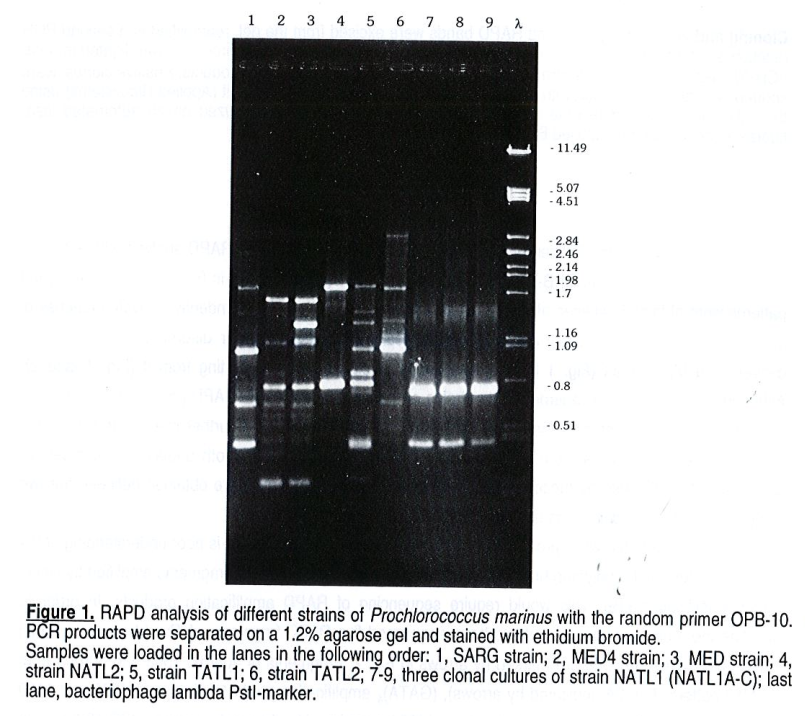 1 2 3 4 5 6 7 8 9 λ
- 11.49
- 5.07
- 4.51
- 2.84
- 2.46
- 2.14
- 1.98
- 1.7
- 1.16
- 1.09
- 0.8
- 0.51
Figure 1. RAPD analysis of different strains of Prochlorococcus marinus with the random primer OPB-10.
PCR products were separated on a 1.2% agarose gel and stained with ethidium bromide.
Samples were loaded in the lanes in the following order: 1, SARG strain; 2, MED4 strain; 3, MED strain; 4,
strain NATL2; 5, strain TATL1; 6, strain TATL2; 7-9, three clonal cultures of strain NATL1 (NATL1A-C); last
lane, bacteriophage lambda PstI-marker.